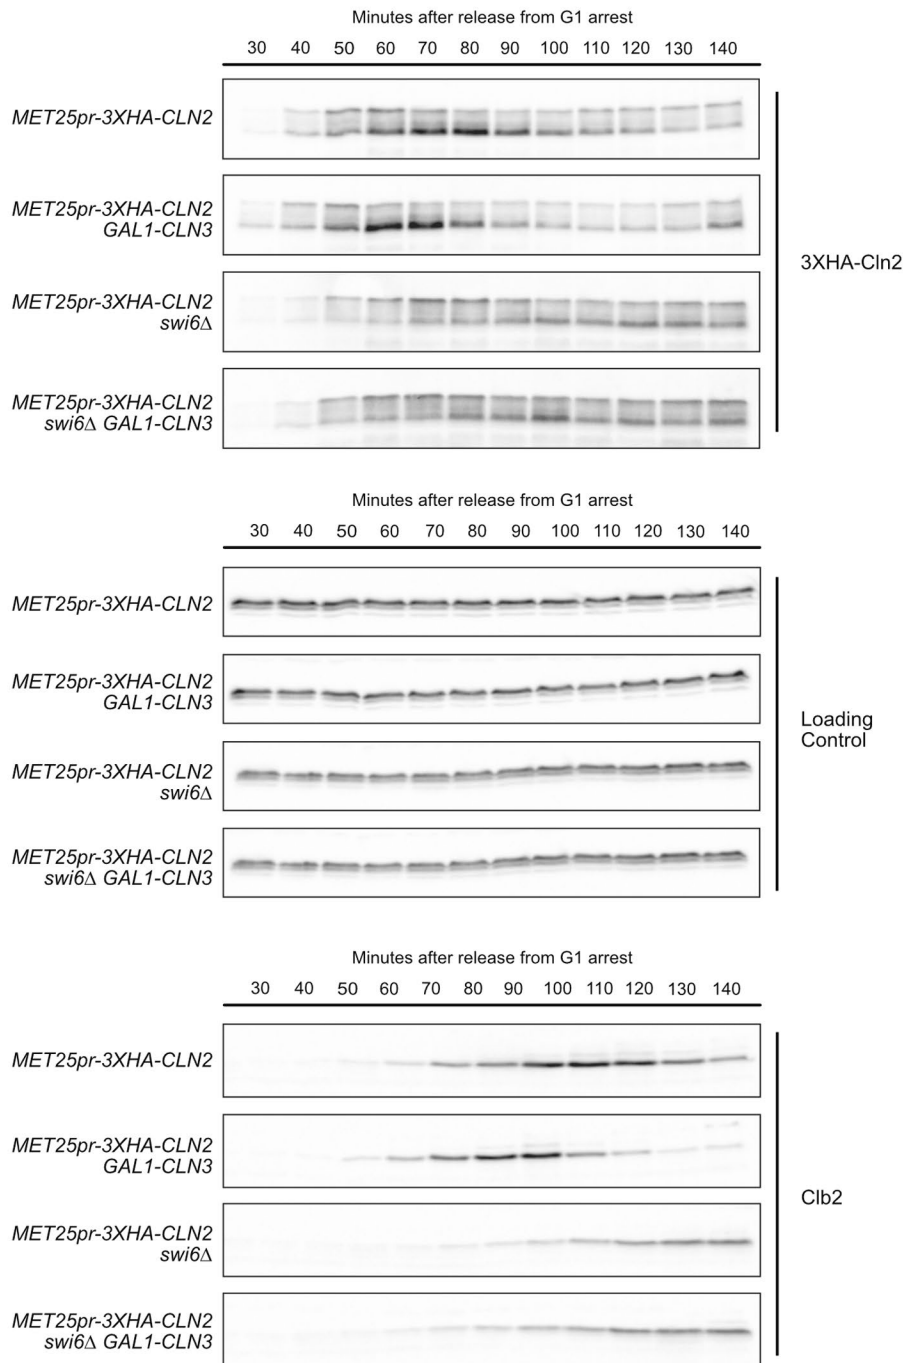 Minutes after release from G1 arrest
30 40 50 60 70 80 90 100 110 120 130 140
MET25pr-3XHA-CLN2
MET25pr-3XHA-CLN2
GAL1-CLN3
MET25pr-3XHA-CLN2
swi6Δ
MET25pr-3XHA-CLN2
swi6Δ GAL1-CLN3
3XHA-Cln2
Minutes after release from G1 arrest
30 40 50 60 70 80 90 100 110 120 130 140
MET25pr-3XHA-CLN2
MET25pr-3XHA-CLN2
GAL1-CLN3
MET25pr-3XHA-CLN2
swi6Δ
MET25pr-3XHA-CLN2
swi6Δ GAL1-CLN3
Loading
Control
Minutes after release from G1 arrest
30 40 50 60 70 80 90 100 110 120 130 140
MET25pr-3XHA-CLN2
MET25pr-3XHA-CLN2
GAL1-CLN3
MET25pr-3XHA-CLN2
swi6Δ
MET25pr-3XHA-CLN2
swi6Δ GAL1-CLN3
Clb2